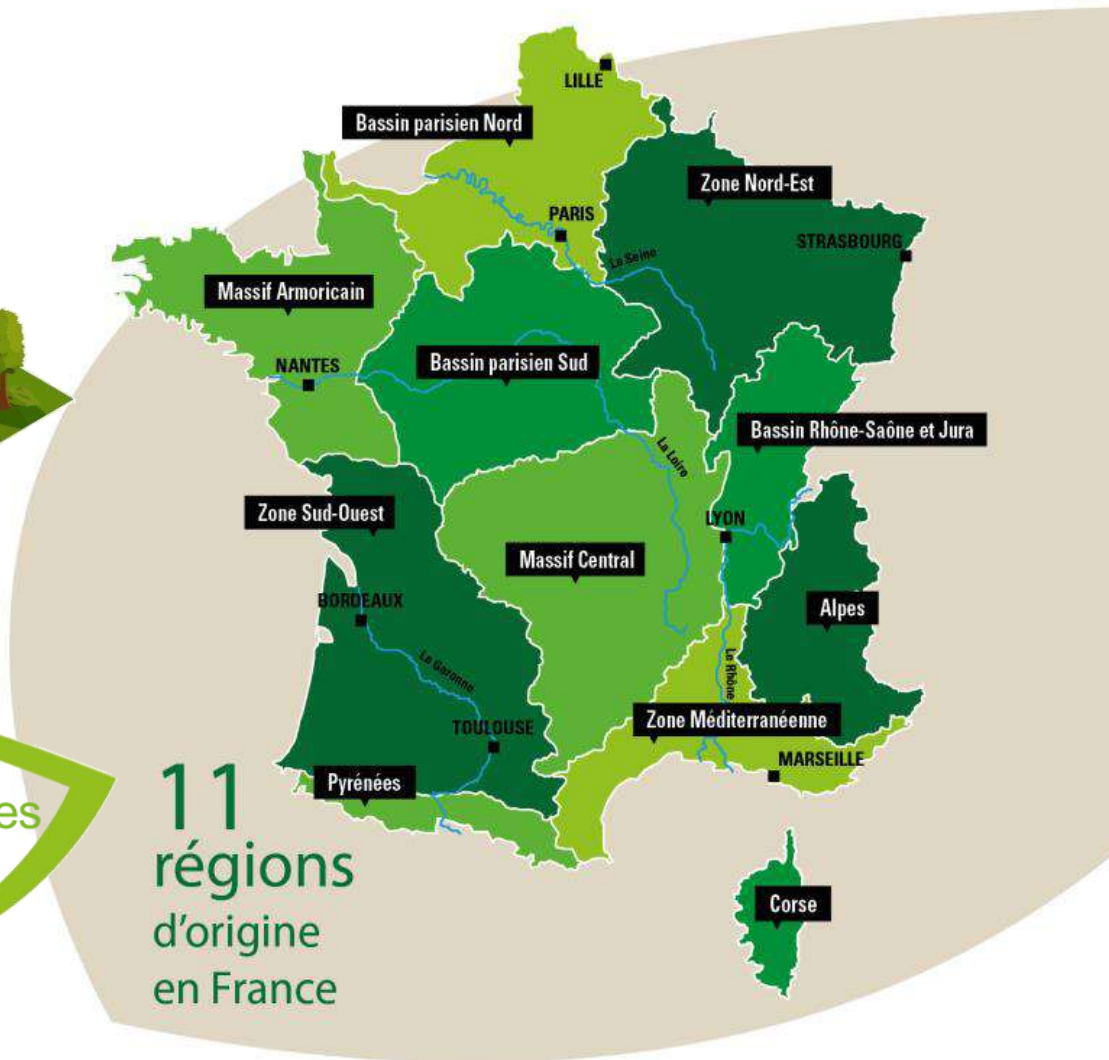 LILLE
Bassin parisien Nord
Zone Nord-Est
PARIS
STRASBOURG
La Seine
Massif Armoricain
Bassin parisien Sud
NANTES
Bassin Rhône-Saône et Jura
La Loire
Zone Sud-Ouest
LYON
Massif Central
BORDEAUX
Alpes
La Garonne
Le Rhône
Zone Méditerranéenne
TOULOUSE
MARSEILLE
Pyrénées
es
11
régions
d'origine
en France
Corse